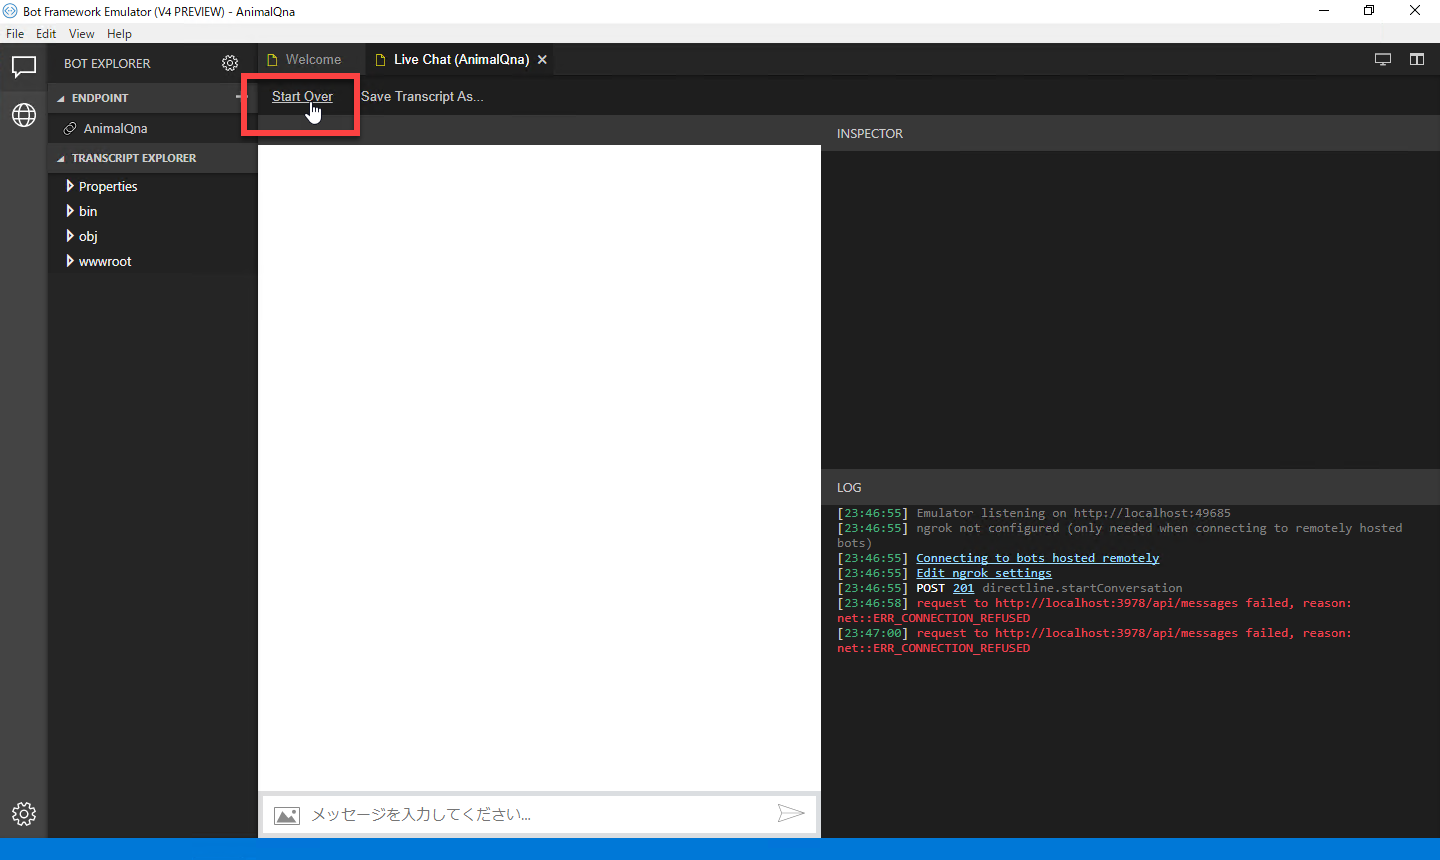 Bot Framework Emulator (V4 PREVIEW) - AnimalQna
File Edit View Help
BOT EXPLORER
Welcome
Live Chat (AnimalQna)
ENDPOINT
AnimalQna
TRANSCRIPT EXPLORER
Properties
bin
obj
wwwroot
Start Over
Save Transcript As...
メッセージを入力してください...
INSPECTOR
LOG
[23:46:55] Emulator listening on http://localhost:49685
[23:46:55] ngrok not configured (only needed when connecting to remotely hosted
bots)
[23:46:55] Connecting to bots hosted remotely
[23:46:55] Edit ngrok settings
[23:46:55] POST 201 directline.startConversation
[23:46:58] request to http://localhost:3978/api/messages failed, reason:
net::ERR_CONNECTION_REFUSED
[23:47:00] request to http://localhost:3978/api/messages failed, reason:
net::ERR_CONNECTION_REFUSED